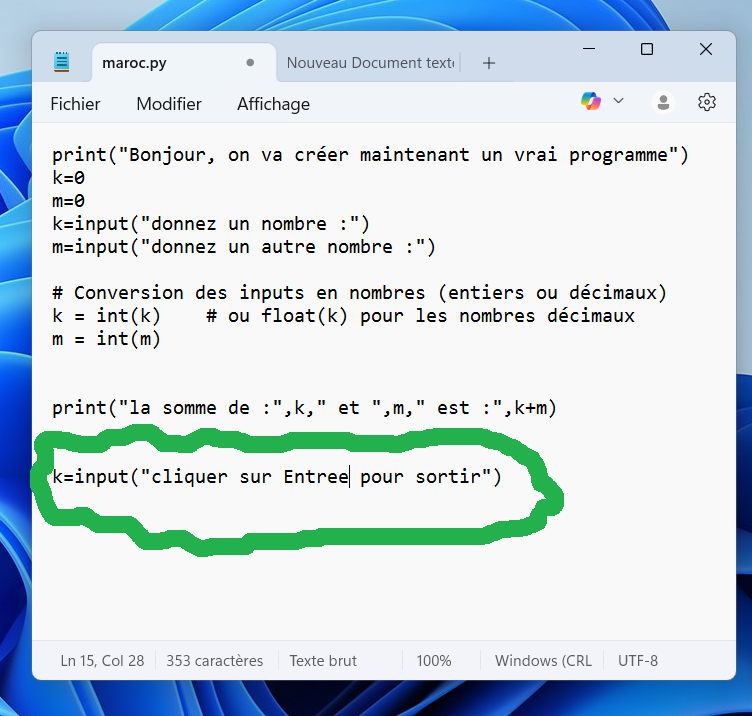 maroc.py
Nouveau Document text
Fichier Modifier Affichage
print("Bonjour, on va créer maintenant un vrai programme")
k=0
m=0
k=input("donnez un nombre :")
m=input("donnez un autre nombre :")
# Conversion des inputs en nombres (entiers ou décimaux)
k = int(k)    # ou float(k) pour les nombres décimaux
m = int(m)
print("la somme de :",k," et ",m," est :",k+m)
k=input("cliquer sur Entree pour sortir")
Ln 15, Col 28 353 caractères Texte brut 100% Windows (CRL UTF-8